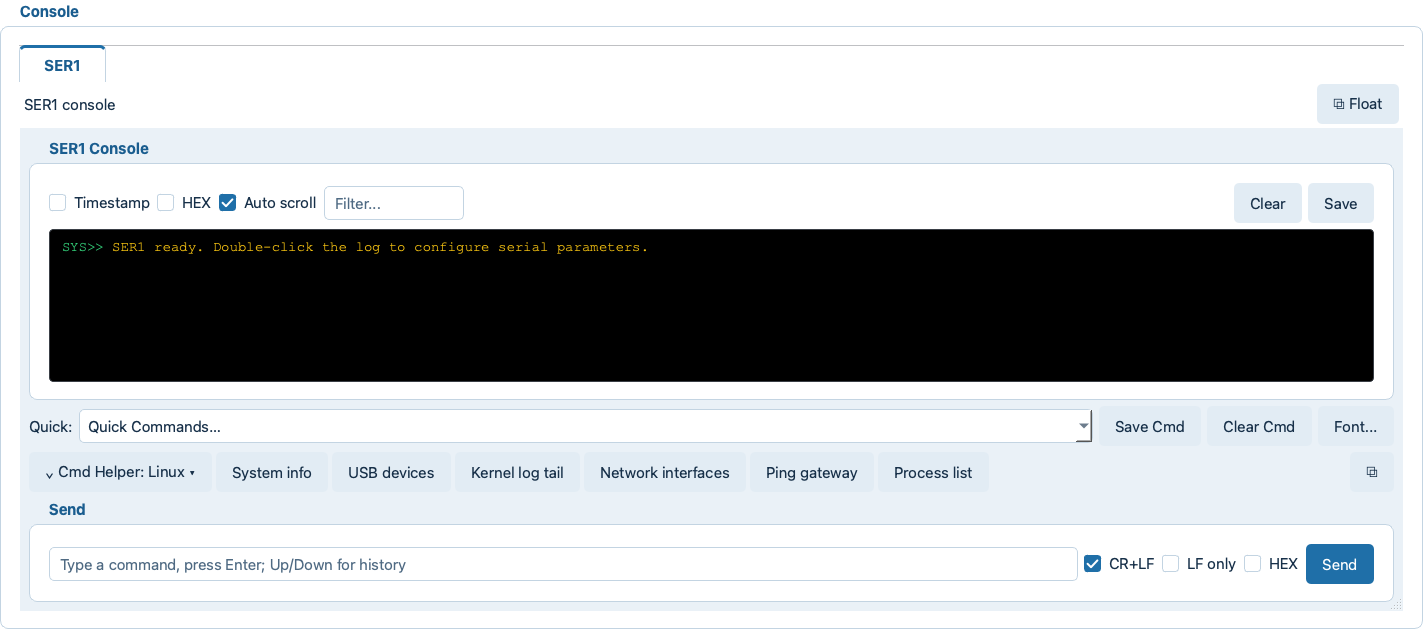 Console
SER1
SER1 console
Float
SER1 Console
Timestamp HEX Auto scroll Filter... Clear Save
SYS>> SER1 ready. Double-click the log to configure serial parameters.
Quick: Quick Commands... Save Cmd Clear Cmd Font...
Cmd Helper: Linux System info USB devices Kernel log tail Network interfaces Ping gateway Process list
Send
Type a command, press Enter; Up/Down for history CR+LF LF only HEX Send